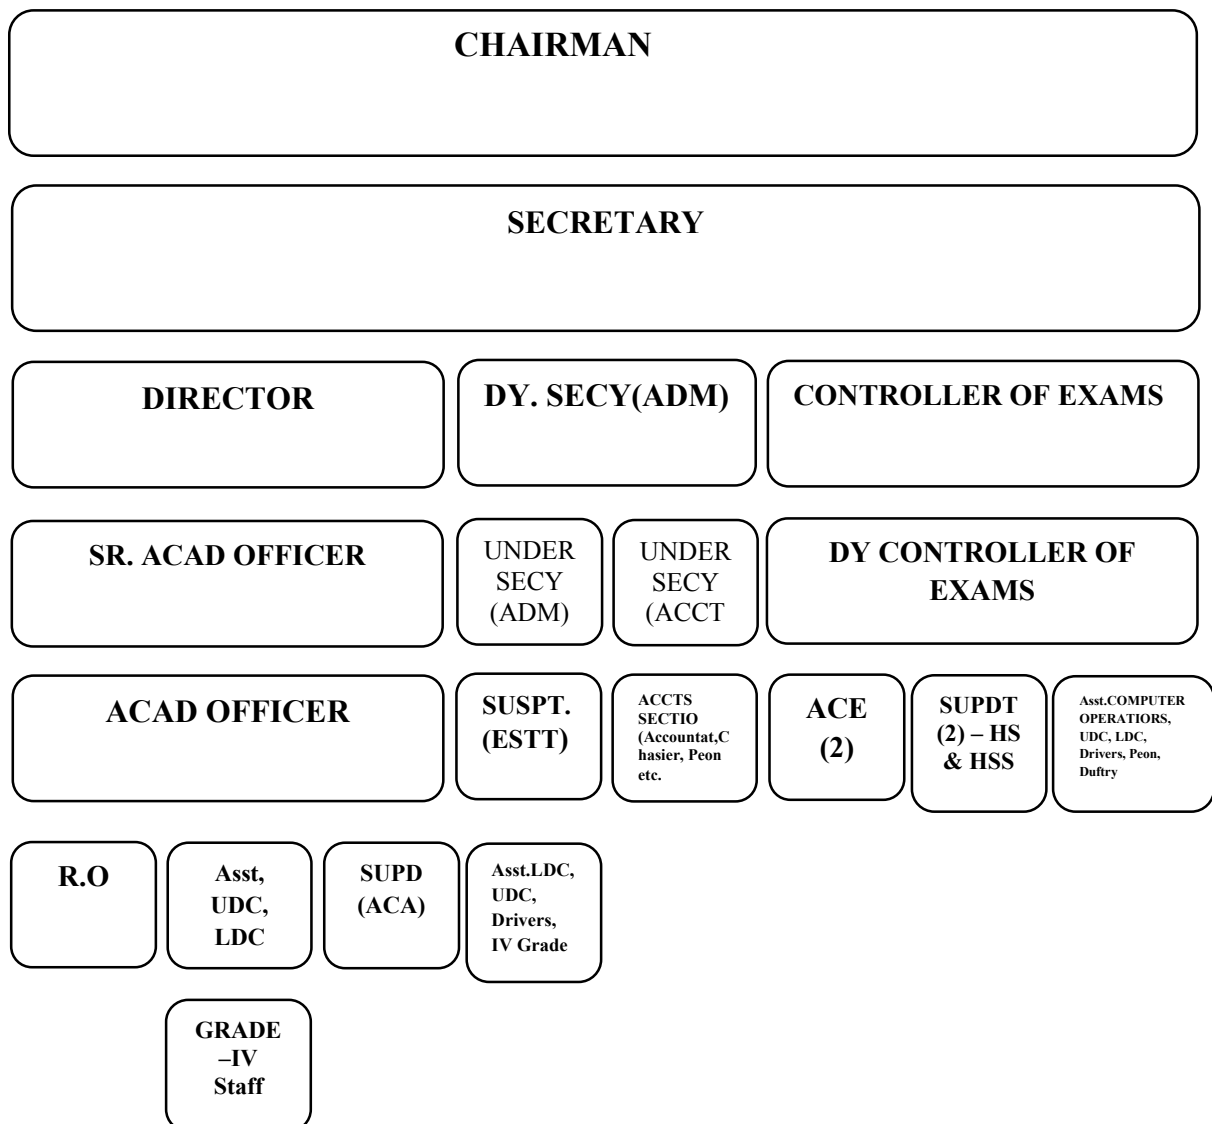 CHAIRMAN
SECRETARY
DIRECTOR
DY. SECY(ADM)
CONTROLLER OF EXAMS
SR. ACAD OFFICER
UNDER
SECY
(ADM)
UNDER
SECY
(ACCT
DY CONTROLLER OF
EXAMS
ACAD OFFICER
SUSPT.
(ESTT)
ACCTS
SECTIO
(Accountat,C
hasier, Peon
etc.
ACE
(2)
SUPDT
(2) – HS
& HSS
Asst.COMPUTER
OPERATIORS,
UDC, LDC,
Drivers, Peon,
Duftry
R.O
Asst,
UDC,
LDC
SUPD
(ACA)
Asst.LDC,
UDC,
Drivers,
IV Grade
GRADE
–IV
Staff